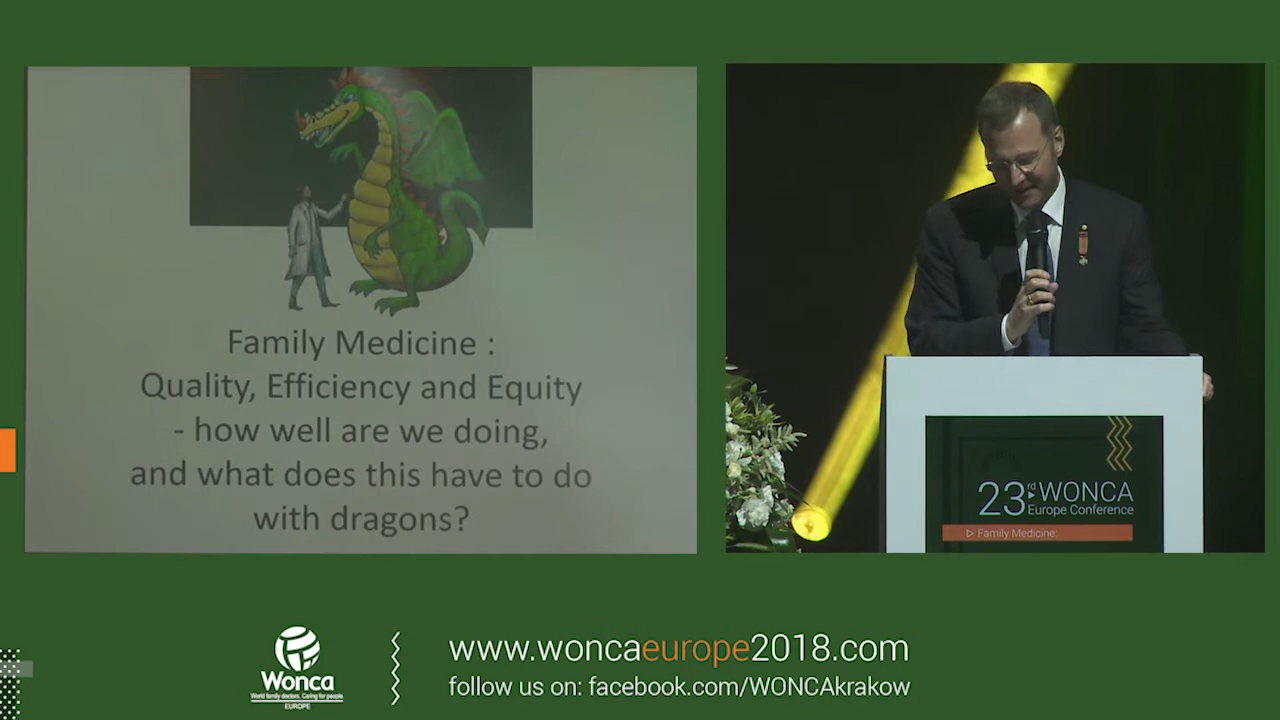 Family Medicine :
Quality, Efficiency and Equity
- how well are we doing,
and what does this have to do
with dragons?
23rd WONCA
Europe Conference
Family Medicine:
Wonca
World family doctors. Caring for people.
EUROPE
www.woncaeurope2018.com
follow us on: facebook.com/WONCAkrakow